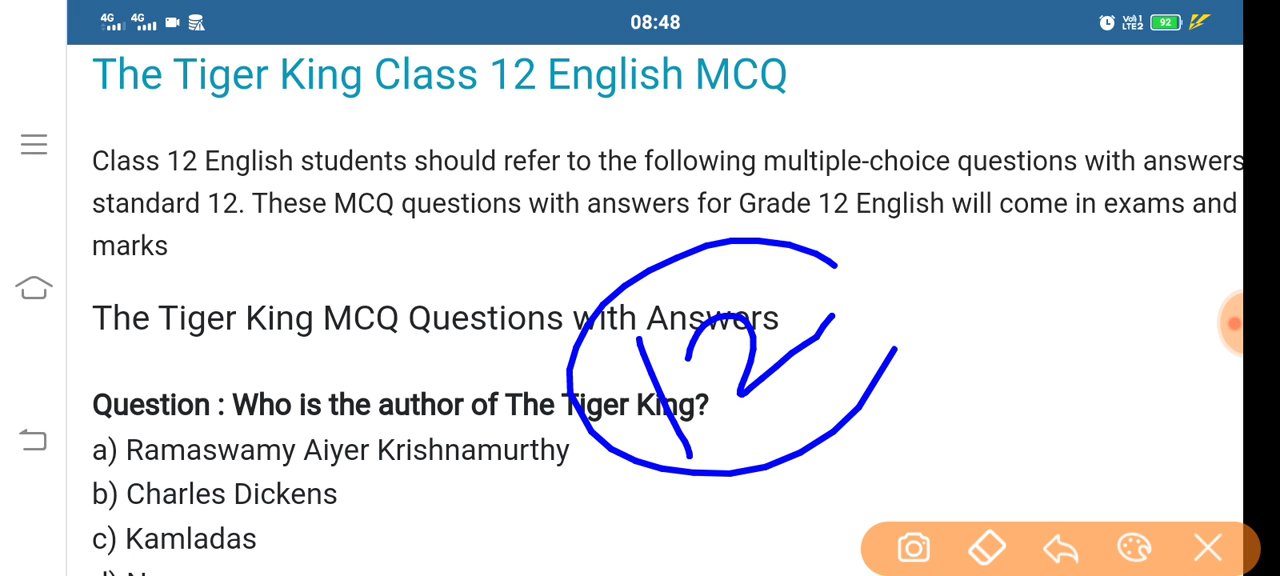 4G 4G 08:48 Vo)) 1 LTE2 92
The Tiger King Class 12 English MCQ
Class 12 English students should refer to the following multiple-choice questions with answers
standard 12. These MCQ questions with answers for Grade 12 English will come in exams and
marks
The Tiger King MCQ Questions with Answers
12
Question : Who is the author of The Tiger King?
a) Ramaswamy Aiyer Krishnamurthy
b) Charles Dickens
c) Kamladas